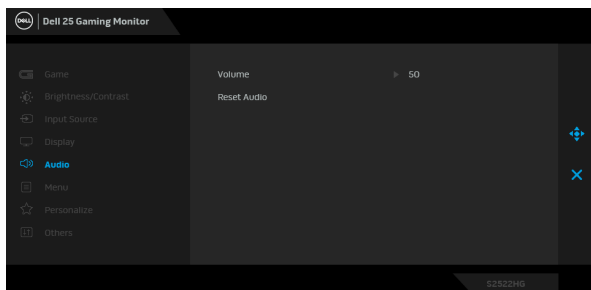 DELL
Dell 25 Gaming Monitor
Game
Brightness/Contrast
Input Source
Display
Audio
Menu
Personalize
Others
Volume 50
Reset Audio
S2522HG